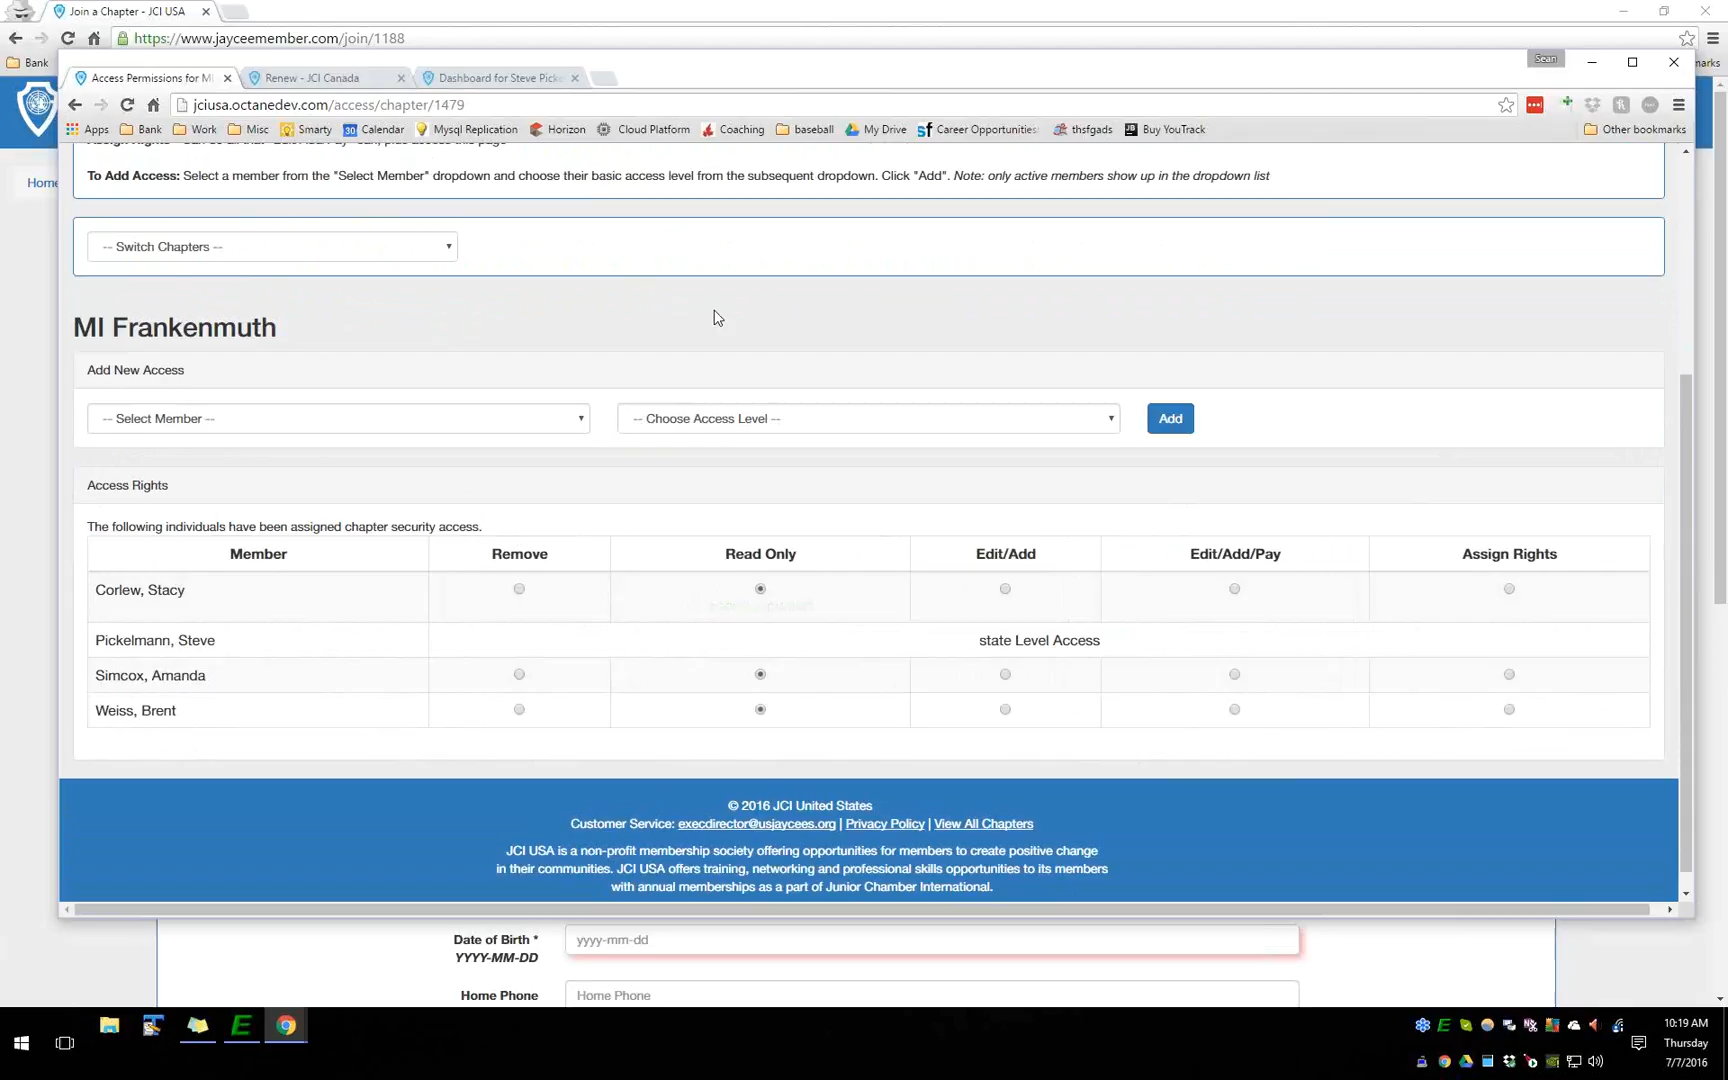 Join a Chapter - JCI USA
https://www.jayceemember.com/join/1188
Bank
Sean
Access Permissions for MI
Renew - JCI Canada
Dashboard for Steve Picke
jciusa.octanedev.com/access/chapter/1479
Apps Bank Work Misc Smarty Calendar Mysql Replication Horizon Cloud Platform Coaching baseball My Drive Career Opportunities: thsfgads Buy YouTrack Other bookmarks
Home
To Add Access: Select a member from the "Select Member" dropdown and choose their basic access level from the subsequent dropdown. Click "Add". Note: only active members show up in the dropdown list
-- Switch Chapters --
MI Frankenmuth
Add New Access
-- Select Member --
-- Choose Access Level --
Add
Access Rights
The following individuals have been assigned chapter security access.
Member Remove Read Only Edit/Add Edit/Add/Pay Assign Rights
Corlew, Stacy
Pickelmann, Steve state Level Access
Simcox, Amanda
Weiss, Brent
© 2016 JCI United States
Customer Service: execdirector@usjaycees.org | Privacy Policy | View All Chapters
JCI USA is a non-profit membership society offering opportunities for members to create positive change
in their communities. JCI USA offers training, networking and professional skills opportunities to its members
with annual memberships as a part of Junior Chamber International.
Date of Birth * yyyy-mm-dd
YYYY-MM-DD
Home Phone Home Phone
10:19 AM
Thursday
7/7/2016